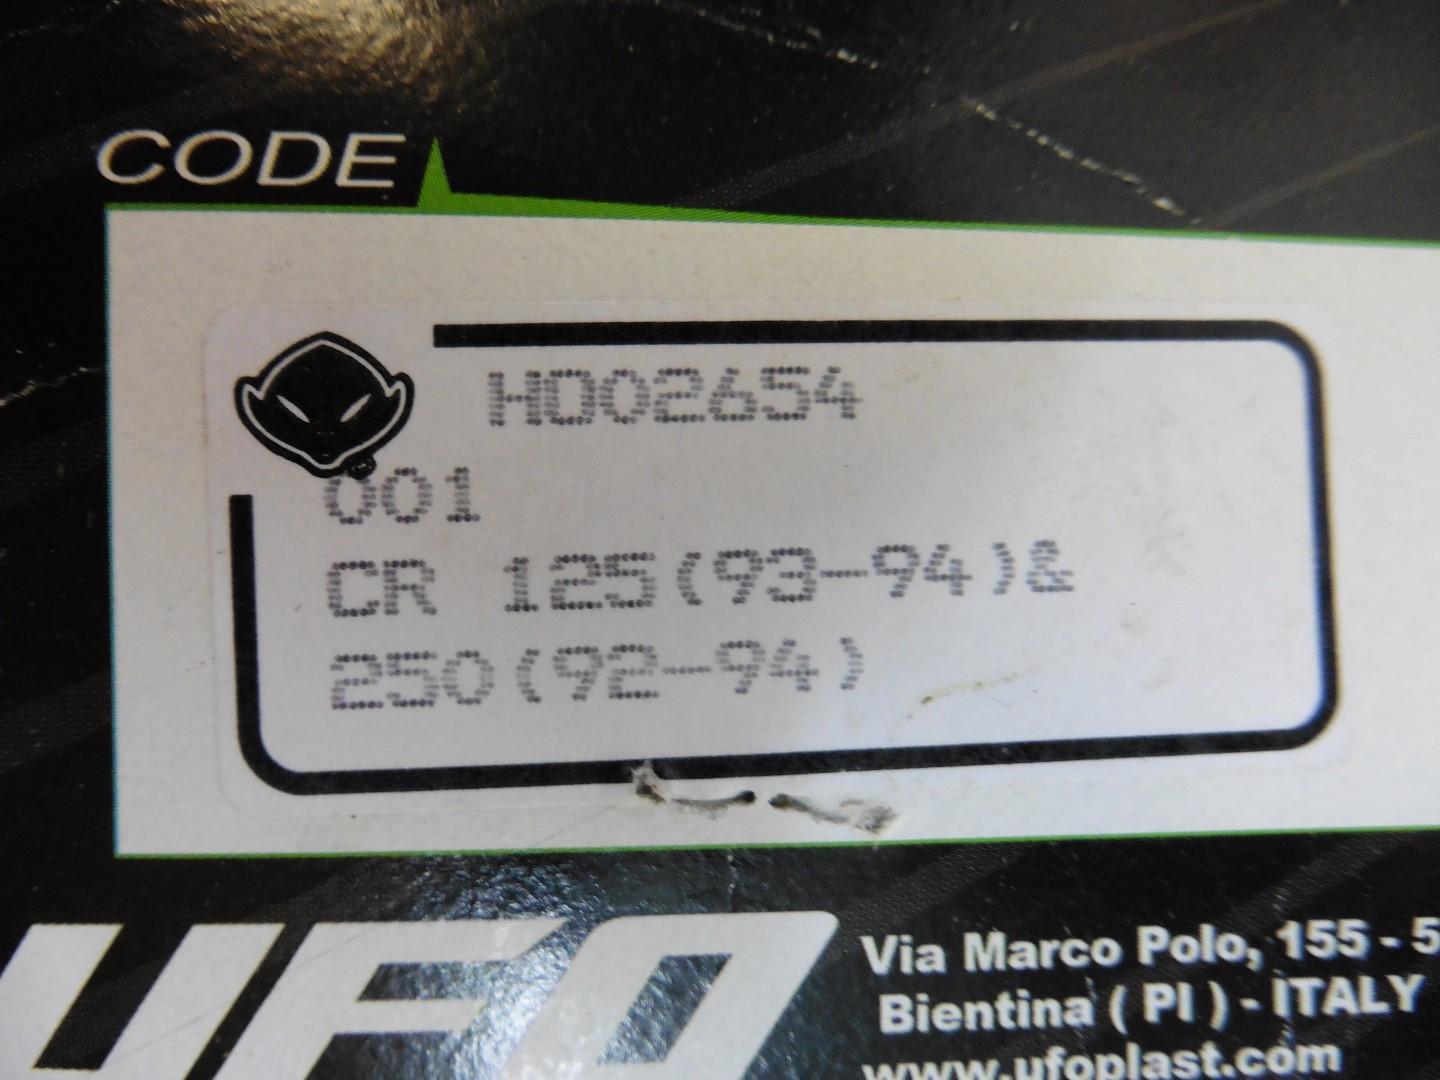 CODE
HO02654
001
CR 125(93-94)&
250(92-94)
UFO
Via Marco Polo, 155 - 5
Bientina ( PI ) - ITALY
www.ufoplast.com